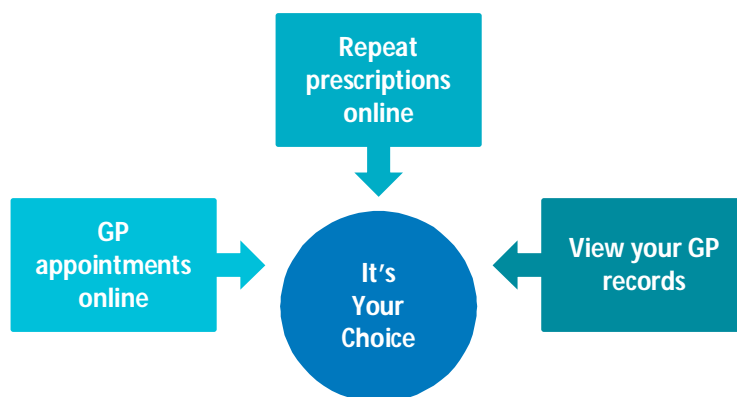 Repeat
prescriptions
online
GP
appointments
online
It's
Your
Choice
View your GP
records